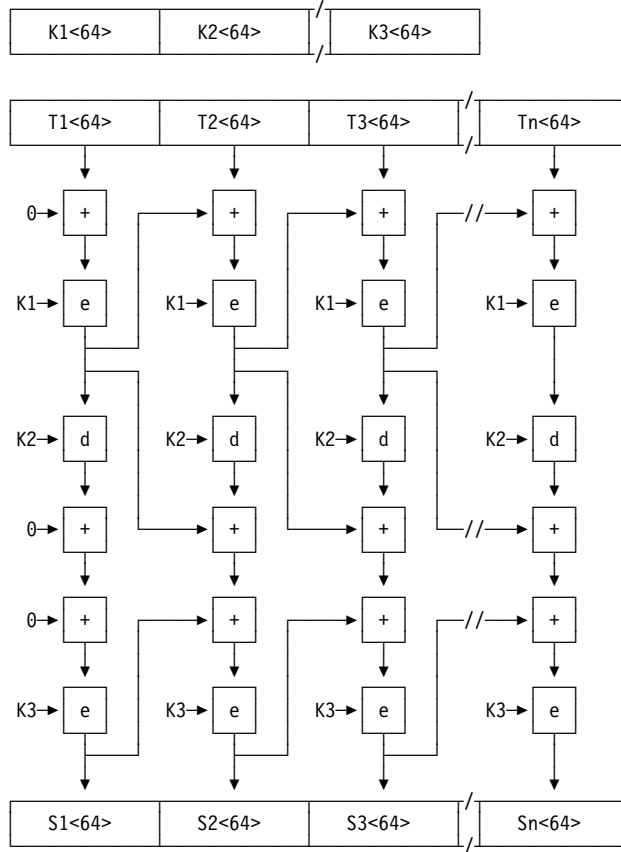 K1<64> K2<64> / / K3<64>
T1<64> T2<64> T3<64> / / Tn<64>
0 + + + // +
K1 e K1 e K1 e K1 e
K2 d K2 d K2 d K2 d
0 + + + // +
0 + + + // +
K3 e K3 e K3 e K3 e
S1<64> S2<64> S3<64> / / Sn<64>